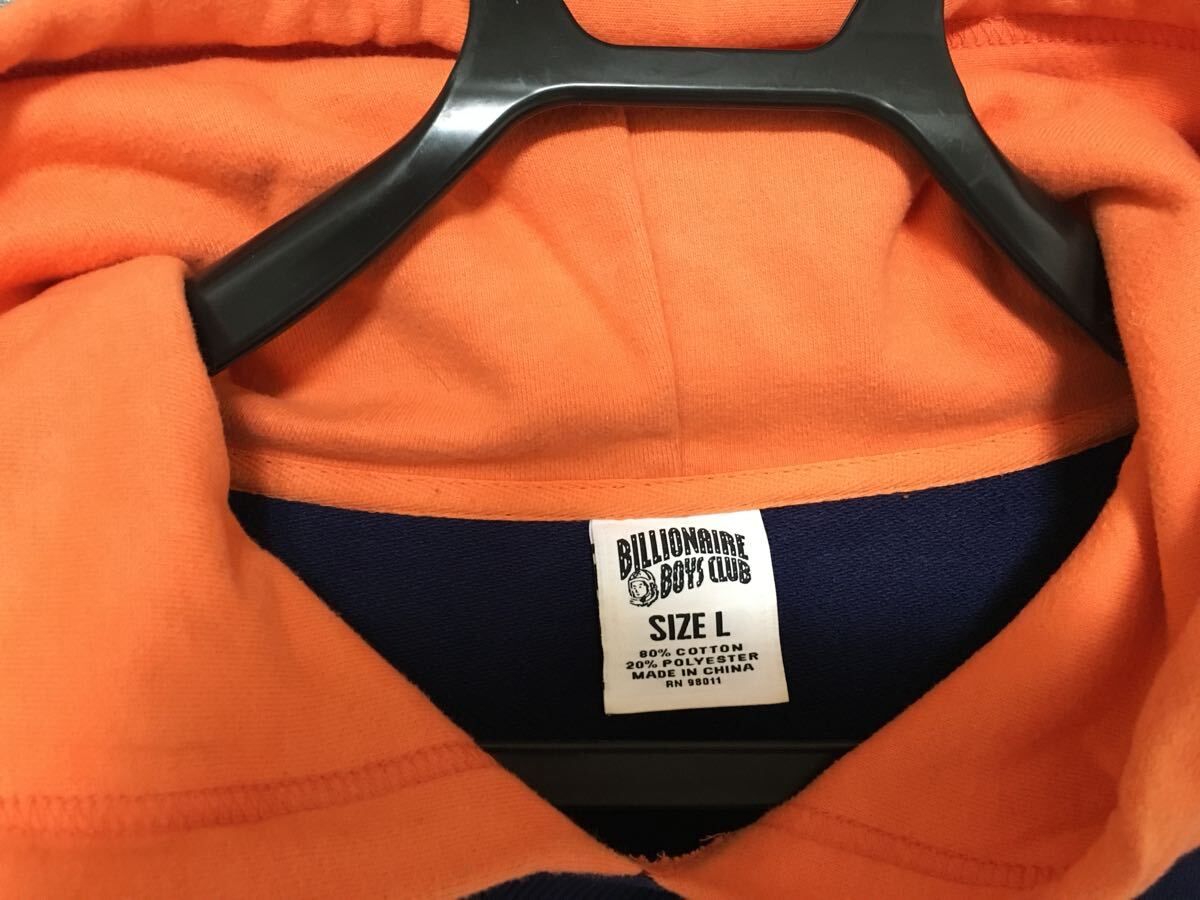 BILLIONAIRE
BOYS CLUB
SIZE L
80% COTTON
20% POLYESTER
MADE IN CHINA
RN 98011